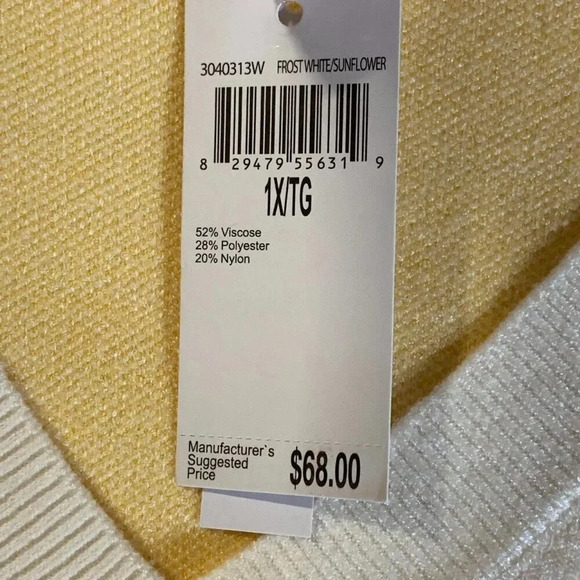 3040313W FROST WHITE/SUNFLOWER
8 29479 55631 9
1X/TG
52% Viscose
28% Polyester
20% Nylon
Manufacturer`s
Suggested
Price
$68.00